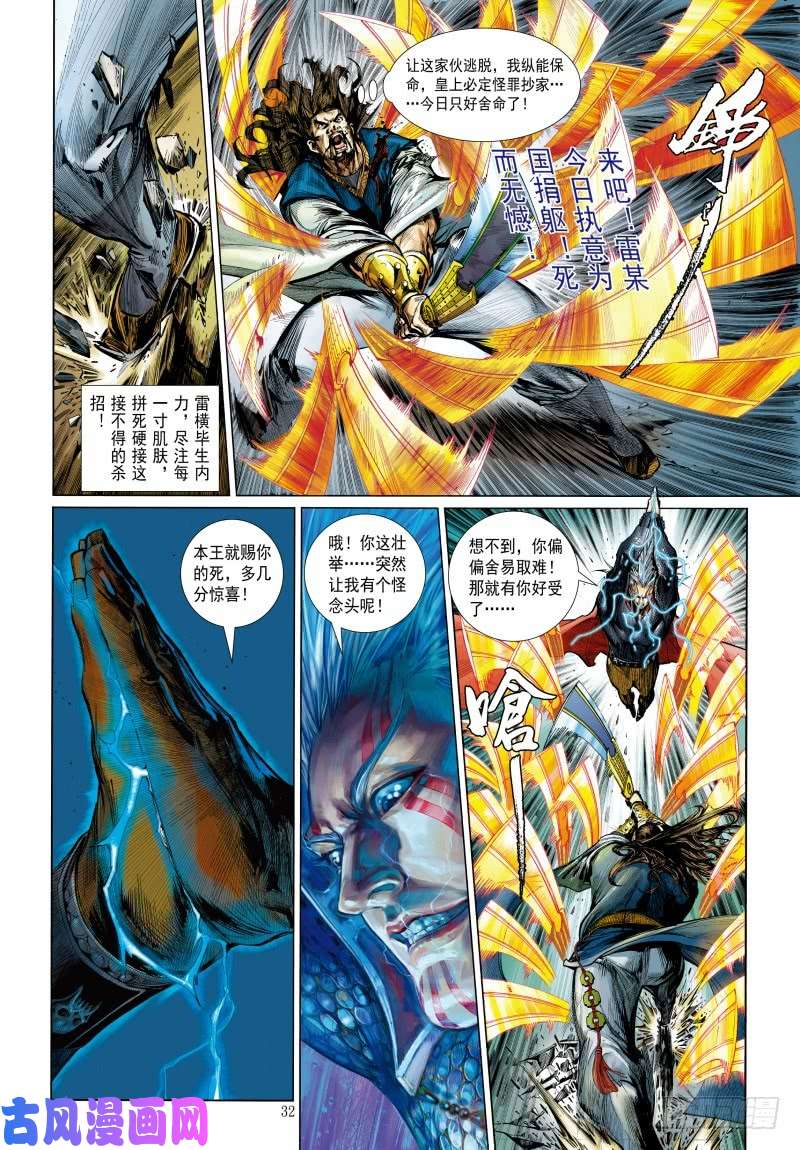 让这家伙逃脱，我纵能保
命，皇上必定怪罪抄家…
…今日只好舍命了！
来吧！雷某
今日执意为
国捐躯！死
而无憾！
雷横毕生内
力，尽注每
一寸肌肤，
拼死硬接这
接不得的杀
招！
想不到，你偏
偏舍易取难！
那就有你好受
了……
嗆
哦！你这壮
举……突然
让我有个怪
念头呢！
本王就赐你
的死，多几
分惊喜！
32
古风漫画网